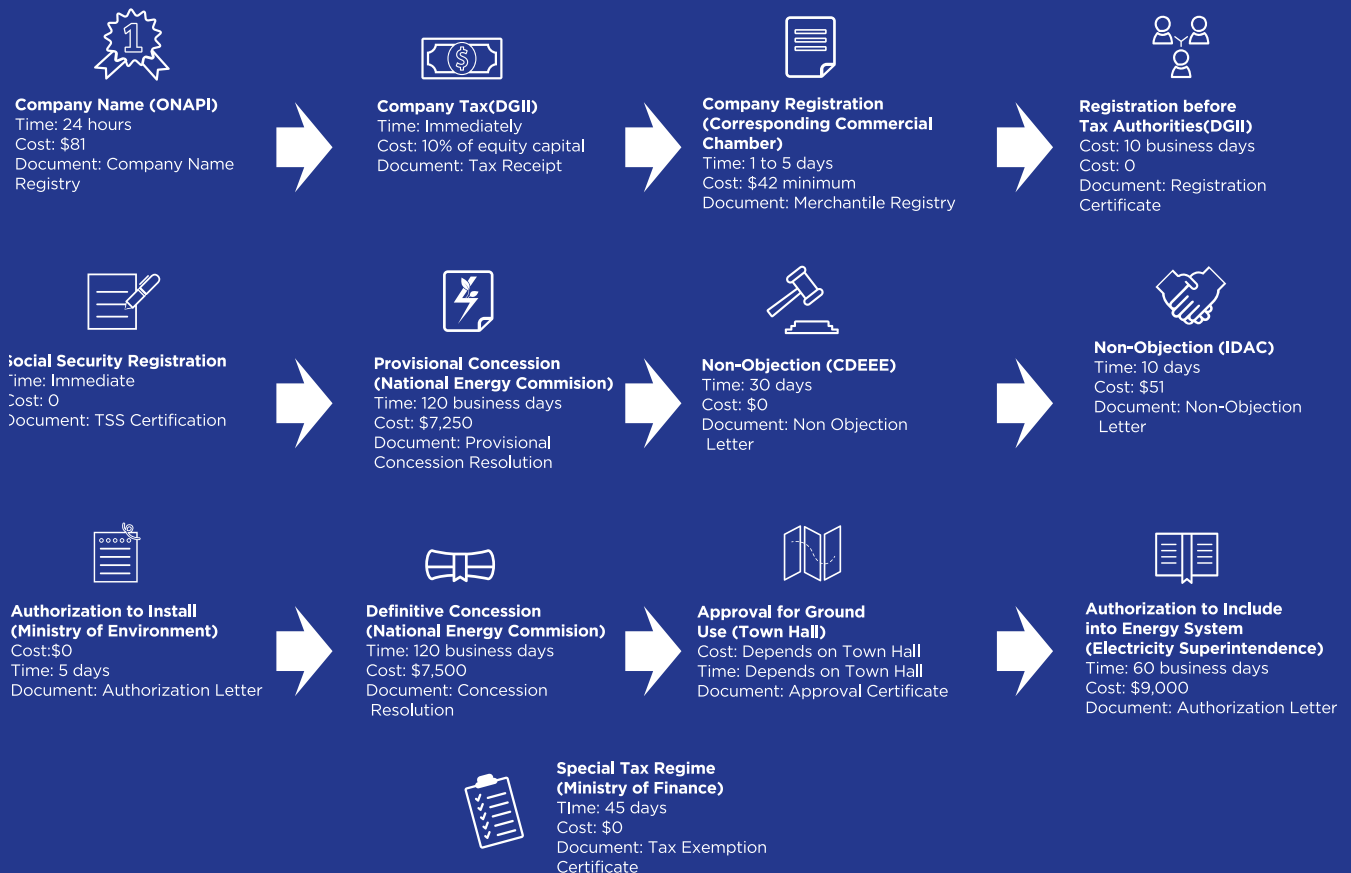 1
$
Company Name (ONAPI)
Time: 24 hours
Cost: $81
Document: Company Name
Registry
Company Tax(DGII)
Time: Immediately
Cost: 10% of equity capital
Document: Tax Receipt
Company Registration
(Corresponding Commercial
Chamber)
Time: 1 to 5 days
Cost: $42 minimum
Document: Merchantile Registry
Registration before
Tax Authorities(DGII)
Cost: 10 business days
Cost: 0
Document: Registration
Certificate
Social Security Registration
Time: Immediate
Cost: 0
Document: TSS Certification
Provisional Concession
(National Energy Commision)
Time: 120 business days
Cost: $7,250
Document: Provisional
Concession Resolution
Non-Objection (CDEEE)
Time: 30 days
Cost: $0
Document: Non Objection
Letter
Non-Objection (IDAC)
Time: 10 days
Cost: $51
Document: Non-Objection
Letter
Authorization to Install
(Ministry of Environment)
Cost:$0
Time: 5 days
Document: Authorization Letter
Definitive Concession
(National Energy Commision)
Time: 120 business days
Cost: $7,500
Document: Concession
Resolution
Approval for Ground
Use (Town Hall)
Cost: Depends on Town Hall
Time: Depends on Town Hall
Document: Approval Certificate
Authorization to Include
into Energy System
(Electricity Superintendence)
Time: 60 business days
Cost: $9,000
Document: Authorization Letter
Special Tax Regime
(Ministry of Finance)
TIme: 45 days
Cost: $0
Document: Tax Exemption
Certificate